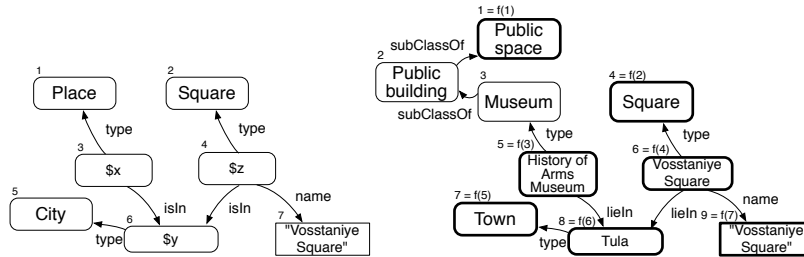 1
Place
2
Square
type
type
3
$x
4
$z
5
City
isIn
isIn
name
type
6
$y
7
"Vosstaniye
Square"
1 = f(1)
Public
space
subClassOf
2
Public
building
3
Museum
subClassOf
4 = f(2)
Square
type
type
5 = f(3)
History of
Arms
Museum
6 = f(4)
Vosstaniye
Square
7 = f(5)
Town
lieIn
lieIn
name
type
8 = f(6)
Tula
9 = f(7)
"Vosstaniye
Square"